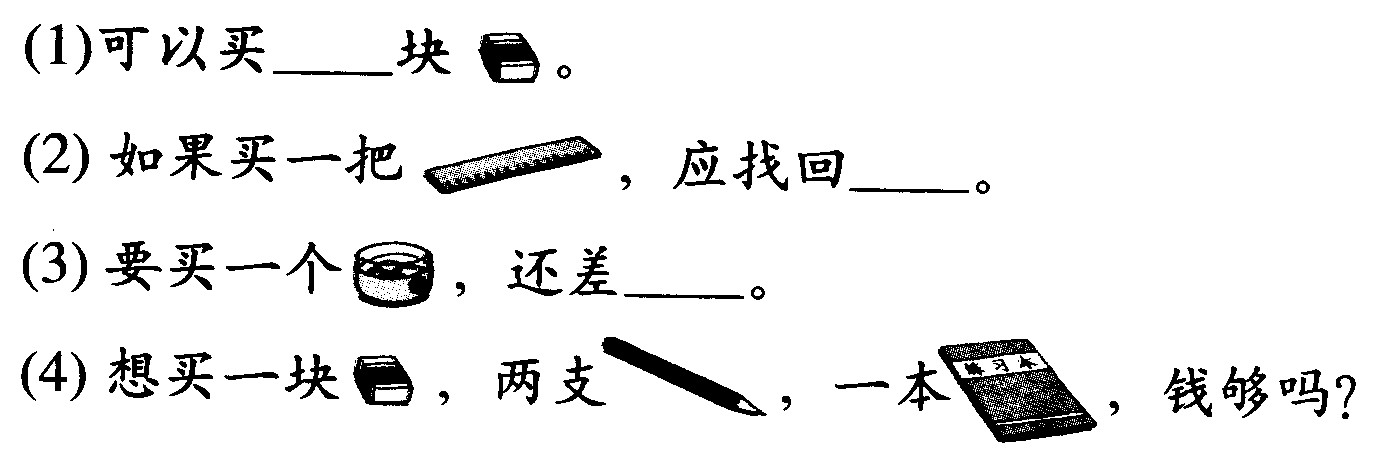 (1)可以买____块。
(2) 如果买一把，应找回____。
(3) 要买一个，还差____。
(4) 想买一块，两支，一本练习本，钱够吗?